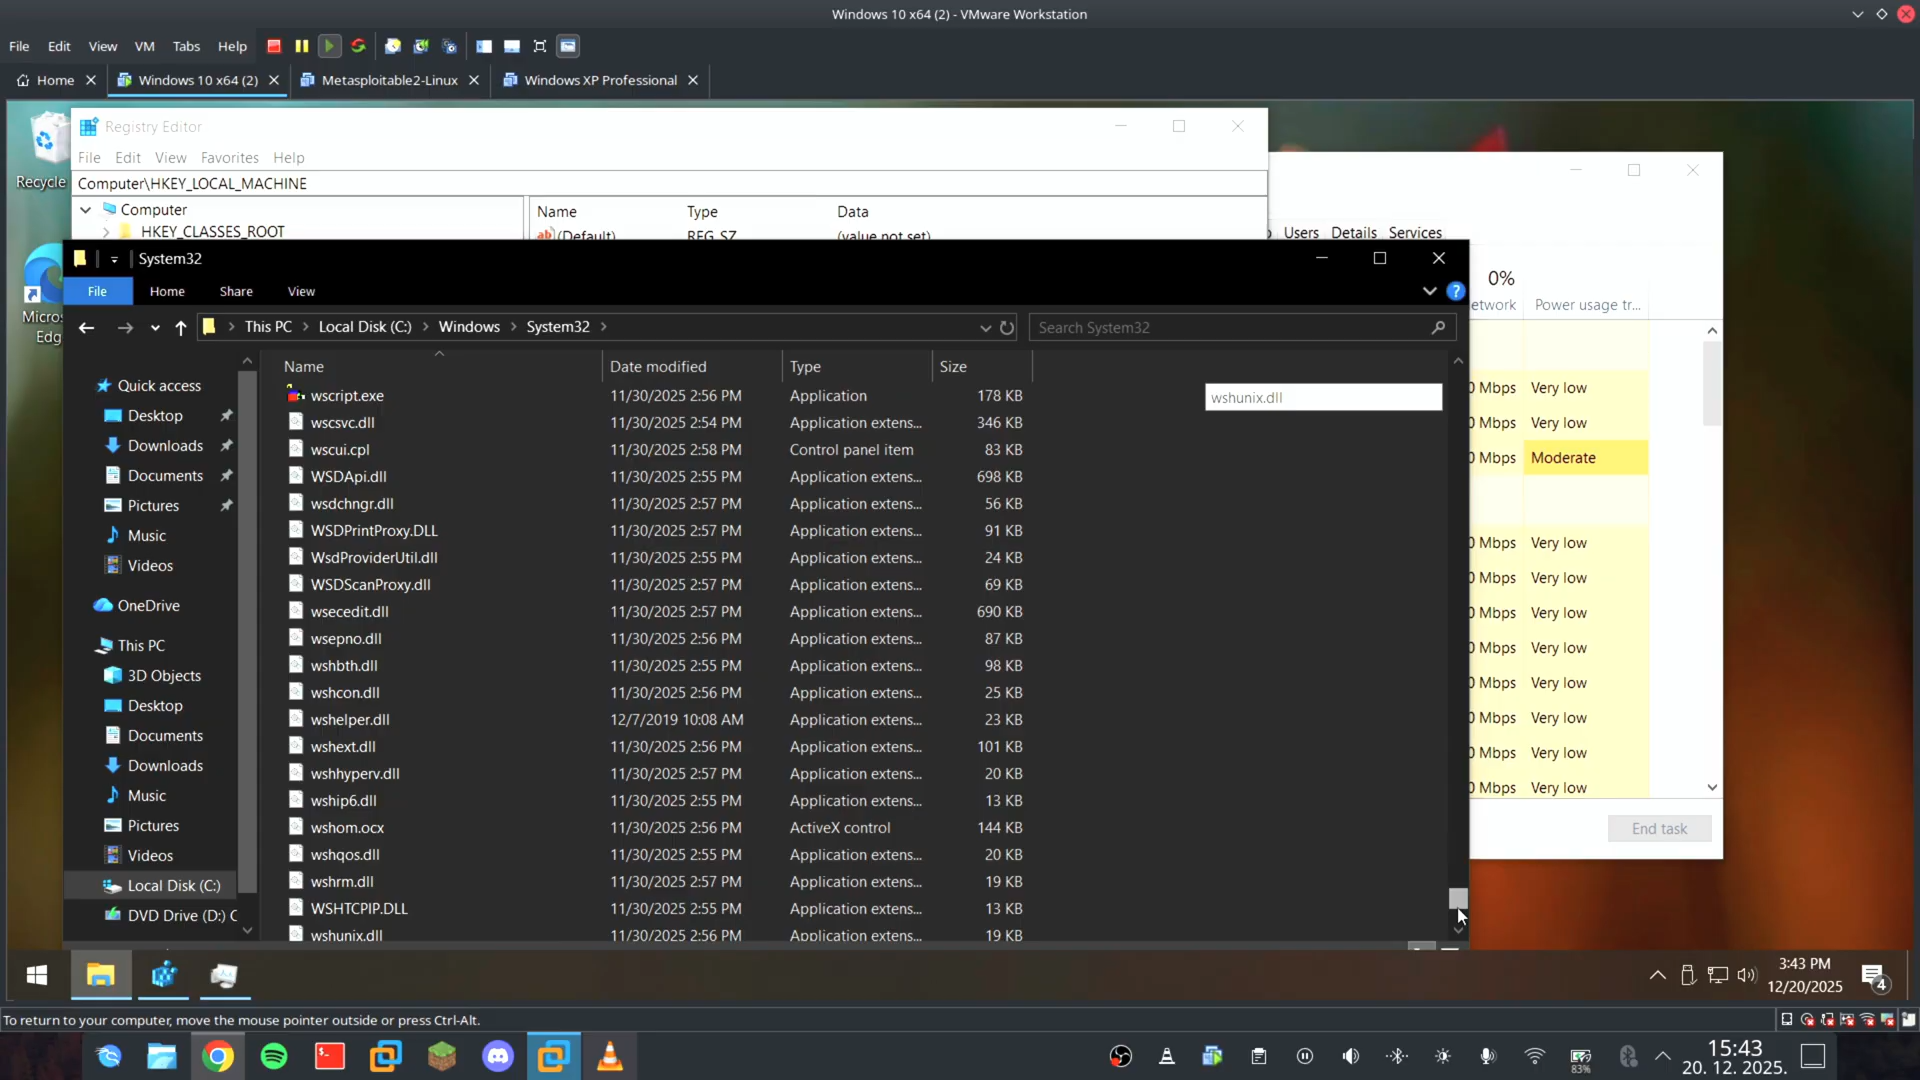 Windows 10 x64 (2) - VMware Workstation
File Edit View VM Tabs Help
Home Windows 10 x64 (2) Metasploitable2-Linux Windows XP Professional
Registry Editor
File Edit View Favorites Help
Computer\HKEY_LOCAL_MACHINE
Recycle
Computer
HKEY_CLASSES_ROOT
Name Type Data
ab (Default) REG_SZ (value not set)
Users Details Services
0%
Power usage tr...
System32
File Home Share View
This PC Local Disk (C:) Windows System32
Search System32
Micros
Edg
Name Date modified Type Size
wscript.exe 11/30/2025 2:56 PM Application 178 KB
wscsvc.dll 11/30/2025 2:54 PM Application extens... 346 KB
wscui.cpl 11/30/2025 2:58 PM Control panel item 83 KB
WSDApi.dll 11/30/2025 2:55 PM Application extens... 698 KB
wsdchngr.dll 11/30/2025 2:57 PM Application extens... 56 KB
WSDPrintProxy.DLL 11/30/2025 2:57 PM Application extens... 91 KB
WsdProviderUtil.dll 11/30/2025 2:55 PM Application extens... 24 KB
WSDScanProxy.dll 11/30/2025 2:57 PM Application extens... 69 KB
wsecedit.dll 11/30/2025 2:57 PM Application extens... 690 KB
wsepno.dll 11/30/2025 2:56 PM Application extens... 87 KB
wshbth.dll 11/30/2025 2:55 PM Application extens... 98 KB
wshcon.dll 11/30/2025 2:56 PM Application extens... 25 KB
wshelper.dll 12/7/2019 10:08 AM Application extens... 23 KB
wshext.dll 11/30/2025 2:56 PM Application extens... 101 KB
wshhyperv.dll 11/30/2025 2:57 PM Application extens... 20 KB
wship6.dll 11/30/2025 2:55 PM Application extens... 13 KB
wshom.ocx 11/30/2025 2:56 PM ActiveX control 144 KB
wshqos.dll 11/30/2025 2:55 PM Application extens... 20 KB
wshrm.dll 11/30/2025 2:57 PM Application extens... 19 KB
WSHTCPIP.DLL 11/30/2025 2:55 PM Application extens... 13 KB
wshunix.dll 11/30/2025 2:56 PM Application extens... 19 KB
wshunix.dll
Quick access
Desktop
Downloads
Documents
Pictures
Music
Videos
OneDrive
This PC
3D Objects
Desktop
Documents
Downloads
Music
Pictures
Videos
Local Disk (C:)
DVD Drive (D:) C
Mbps Very low
Mbps Very low
Mbps Moderate
Mbps Very low
Mbps Very low
Mbps Very low
Mbps Very low
Mbps Very low
Mbps Very low
Mbps Very low
Mbps Very low
End task
3:43 PM
12/20/2025
4
To return to your computer, move the mouse pointer outside or press Ctrl-Alt.
83%
15:43
20. 12. 2025.